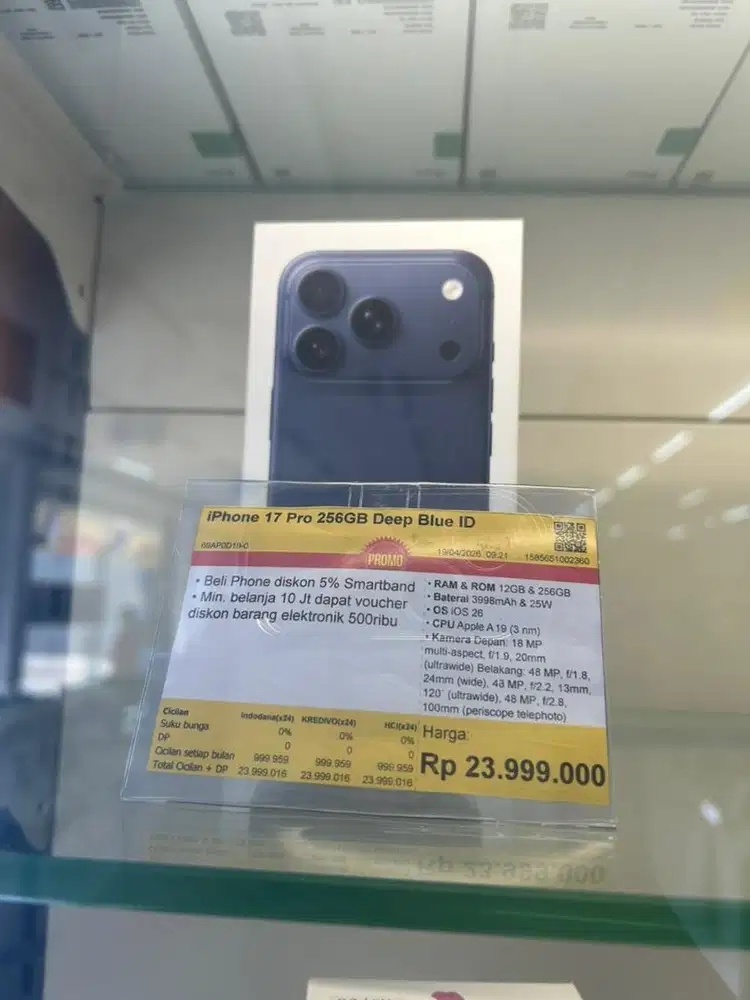 iPhone 17 Pro 256GB Deep Blue ID
19/04/2026 09:21
1585651002360
PROMO
• Beli Phone diskon 5% Smartband
• Min. belanja 10 Jt dapat voucher
diskon barang elektronik 500ribu
• RAM & ROM 12GB & 256GB
• Baterai 3998mAh & 25W
• OS iOS 26
• CPU Apple A19 (3 nm)
• Kamera Depan: 18 MP
multi-aspect, f/1.9, 20mm
(ultrawide) Belakang: 48 MP, f/1.8,
24mm (wide), 48 MP, f/2.2, 13mm,
120˚ (ultrawide), 48 MP, f/2.8,
100mm (periscope telephoto)
Cicilan Indodana(x24) KREDIVO(x24) HCI(x24)
Suku bunga 0% 0% 0%
DP 0 0 0
Cicilan setiap bulan 999.959 999.959 999.959
Total Cicilan + DP 23.999.016 23.999.016 23.999.016
Harga:
Rp 23.999.000